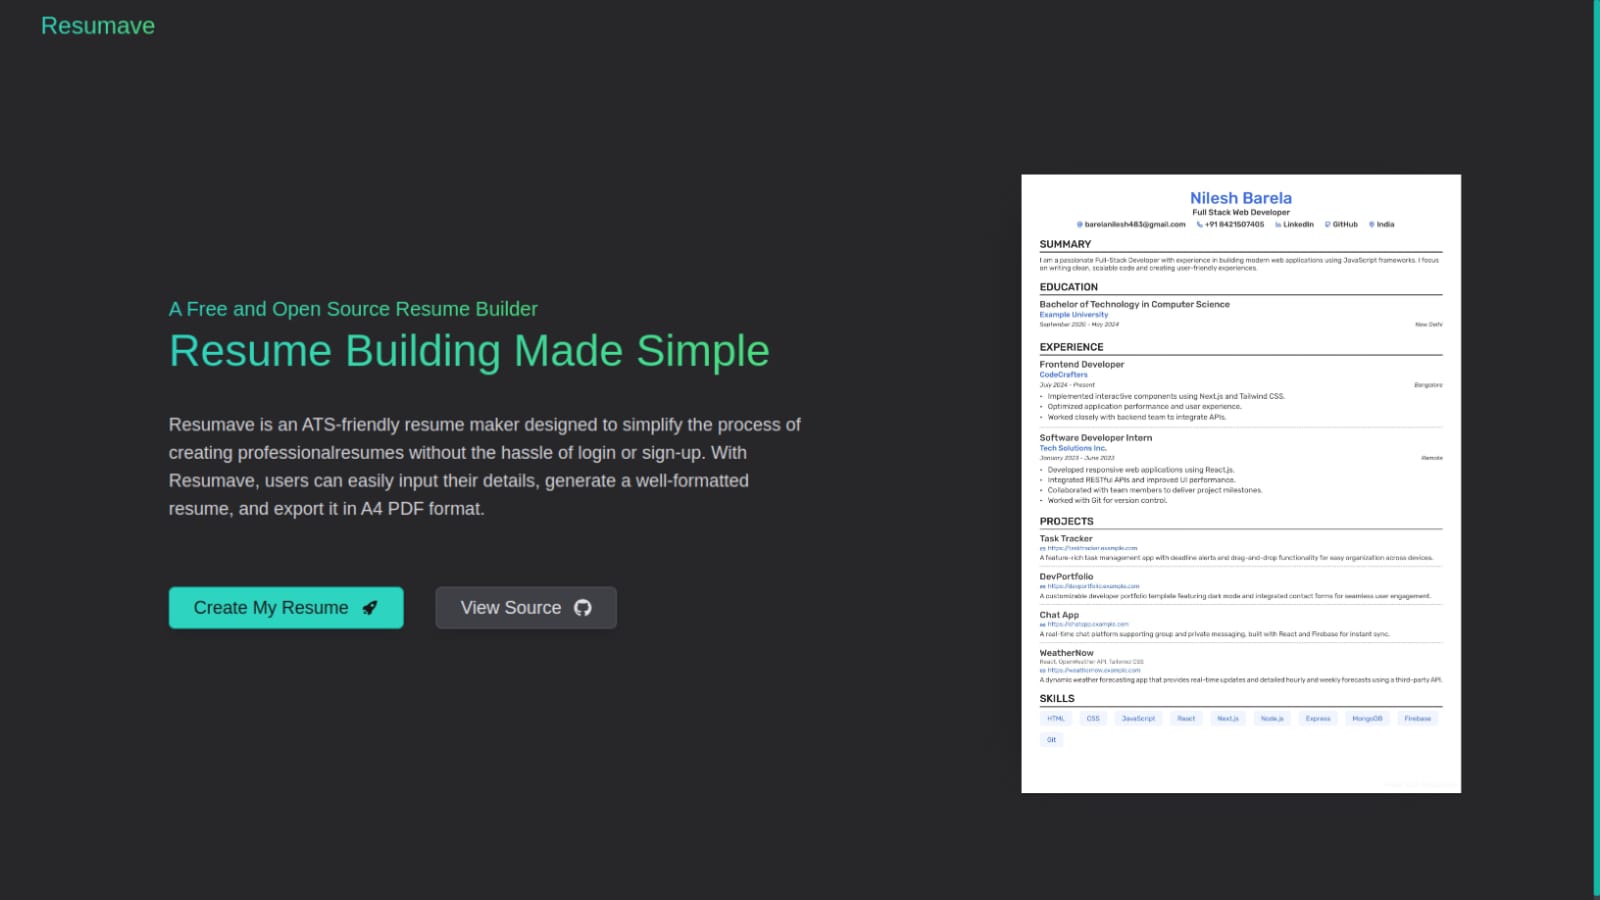 Resumave
A Free and Open Source Resume Builder
Resume Building Made Simple
Resumave is an ATS-friendly resume maker designed to simplify the process of
creating professionalresumes without the hassle of login or sign-up. With
Resumave, users can easily input their details, generate a well-formatted
resume, and export it in A4 PDF format.
Create My Resume
View Source
Nilesh Barela
Full Stack Web Developer
barelanilesh483@gmail.com +91 8421507405 LinkedIn GitHub India
SUMMARY
I am a passionate Full-Stack Developer with experience in building modern web applications using JavaScript frameworks. I focus
on writing clean, scalable code and creating user-friendly experiences.
EDUCATION
Bachelor of Technology in Computer Science
Example University
September 2020 - May 2024 New Delhi
EXPERIENCE
Frontend Developer
CodeCrafters
July 2024 - Present Bangalore
• Implemented interactive components using Next.js and Tailwind CSS.
• Optimized application performance and user experience.
• Worked closely with backend team to integrate APIs.
Software Developer Intern
Tech Solutions Inc.
January 2023 - June 2023 Remote
• Developed responsive web applications using React.js.
• Integrated RESTful APIs and improved UI performance.
• Collaborated with team members to deliver project milestones.
• Worked with Git for version control.
PROJECTS
Task Tracker
https://tasktracker.example.com
A feature-rich task management app with deadline alerts and drag-and-drop functionality for easy organization across devices.
DevPortfolio
https://devportfolio.example.com
A customizable developer portfolio template featuring dark mode and integrated contact forms for seamless user engagement.
Chat App
https://chatapp.example.com
A real-time chat platform supporting group and private messaging, built with React and Firebase for instant sync.
WeatherNow
React, OpenWeather API, Tailwind CSS
https://weathernow.example.com
A dynamic weather forecasting app that provides real-time updates and detailed hourly and weekly forecasts using a third-party API.
SKILLS
HTML CSS JavaScript React Next.js Node.js Express MongoDB Firebase
Git